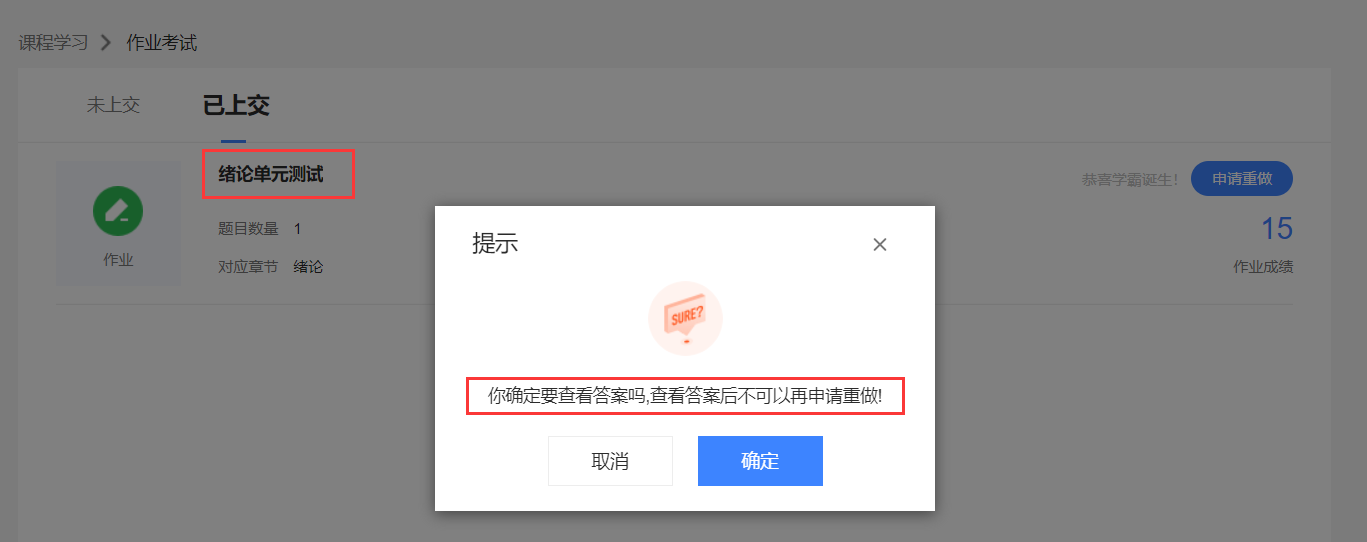 课程学习 > 作业考试
未上交 已上交
绪论单元测试
恭喜学霸诞生! 申请重做
题目数量 1
15
作业
对应章节 绪论
作业成绩
提示
SURE?
你确定要查看答案吗,查看答案后不可以再申请重做!
取消 确定